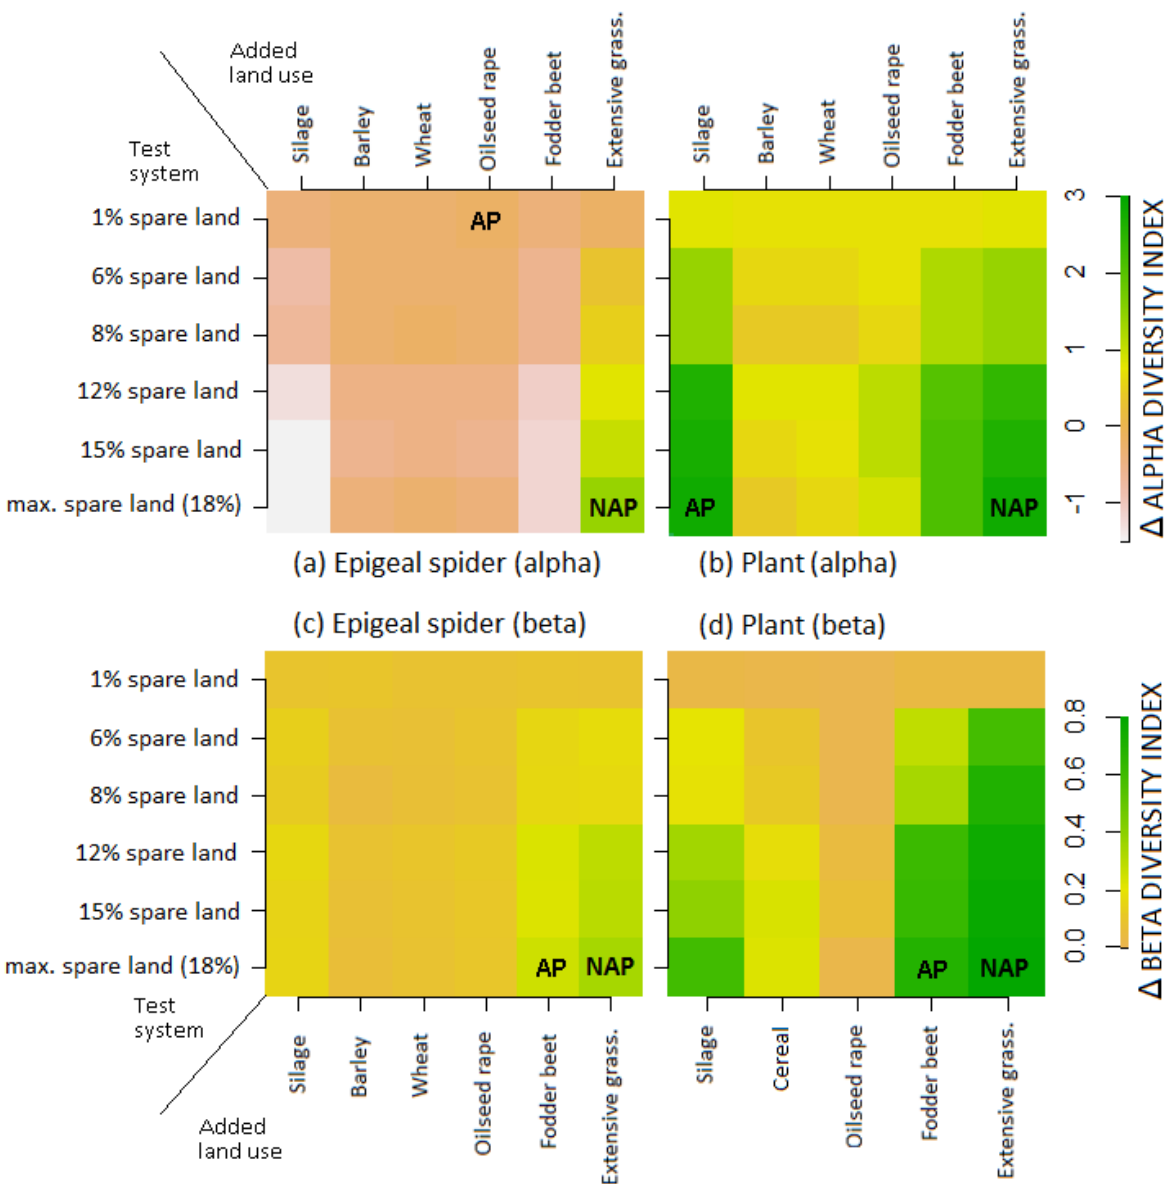 Added
land use
Test
system
Silage
Barley
Wheat
Oilseed rape
Fodder beet
Extensive grass.
Silage
Barley
Wheat
Oilseed rape
Fodder beet
Extensive grass.
1% spare land
6% spare land
8% spare land
12% spare land
15% spare land
max. spare land (18%)
AP
NAP
AP
NAP
3
2
1
0
-1
Δ ALPHA DIVERSITY INDEX
(a) Epigeal spider (alpha)
(b) Plant (alpha)
(c) Epigeal spider (beta)
(d) Plant (beta)
1% spare land
6% spare land
8% spare land
12% spare land
15% spare land
max. spare land (18%)
AP
NAP
AP
NAP
0.8
0.6
0.4
0.2
0.0
Δ BETA DIVERSITY INDEX
Test
system
Added
land use
Silage
Barley
Wheat
Oilseed rape
Fodder beet
Extensive grass.
Silage
Cereal
Oilseed rape
Fodder beet
Extensive grass.